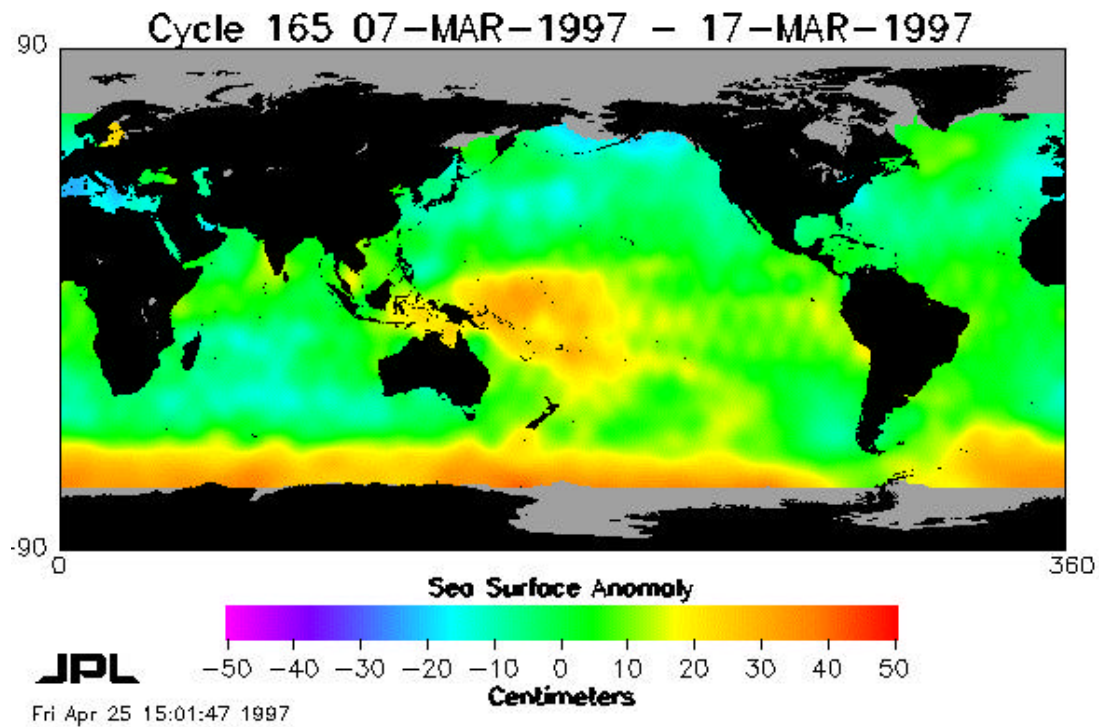 Cycle 165 07-MAR-1997 - 17-MAR-1997
90
-90
0 360
Sea Surface Anomoly
-50 -40 -30 -20 -10 0 10 20 30 40 50
Centimeters
JPL
Fri Apr 25 15:01:47 1997